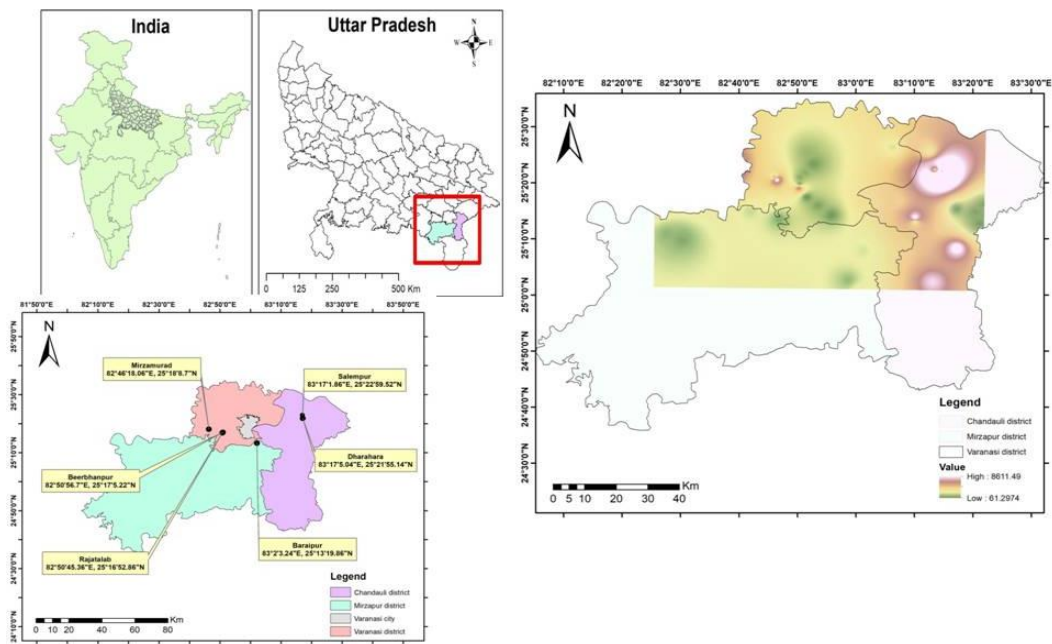 India
Uttar Pradesh
N
W E
S
0 125 250 500 Km
81°50'0"E 82°10'0"E 82°30'0"E 82°50'0"E 83°10'0"E 83°30'0"E 83°50'0"E
N
25°50'0"N
25°30'0"N
25°10'0"N
24°50'0"N
24°30'0"N
24°10'0"N
Mirzamurad
82°46'18.06"E, 25°18'8.7"N
Salempur
83°17'1.86"E, 25°22'59.52"N
Dharahara
83°17'5.04"E, 25°21'55.14"N
Beerbhanpur
82°50'56.7"E, 25°17'5.22"N
Baraipur
83°2'3.24"E, 25°13'19.86"N
Rajatalab
82°50'45.36"E, 25°16'52.86"N
Legend
Chandauli district
Mirzapur district
Varanasi city
Varanasi district
0 10 20 40 60 80 Km
82°10'0"E 82°20'0"E 82°30'0"E 82°40'0"E 82°50'0"E 83°0'0"E 83°10'0"E 83°20'0"E 83°30'0"E
N
Legend
Chandauli district
Mirzapur district
Varanasi district
Value
High : 8611.49
Low : 61.2974
0 5 10 20 30 40 Km